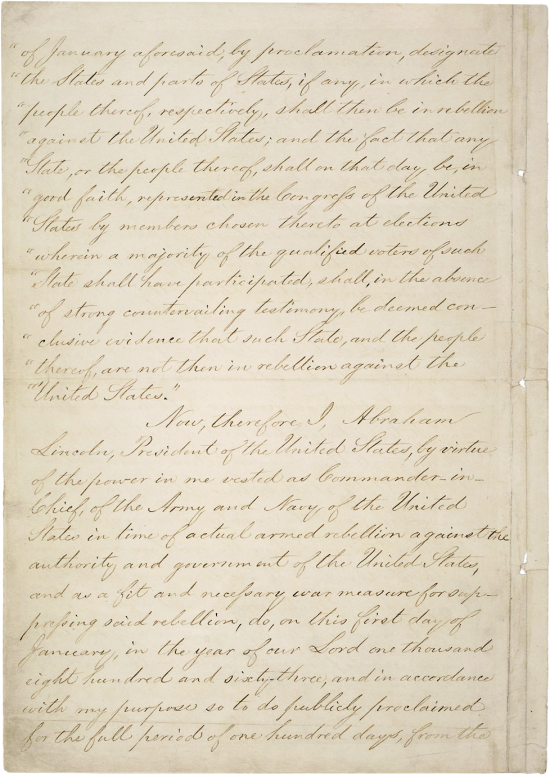 "of January aforesaid, by proclamation, designate
"the States and parts of States, if any, in which the
"people thereof, respectively, shall then be in rebellion
"against the United States; and the fact that any
"State, or the people thereof, shall on that day be, in
"good faith, represented in the Congress of the United
"States by members chosen thereto at elections
"wherein a majority of the qualified voters of such
"State shall have participated, shall, in the absence
"of strong countervailing testimony, be deemed con-
"clusive evidence that such State, and the people
"thereof, are not then in rebellion against the
"United States."
Now, therefore I, Abraham
Lincoln, President of the United States, by virtue
of the power in me vested as Commander-in-
Chief, of the Army and Navy of the United
States in time of actual armed rebellion against the
authority and government of the United States,
and as a fit and necessary war measure for sup-
pressing said rebellion, do, on this first day of
January, in the year of our Lord one thousand
eight hundred and sixty-three, and in accordance
with my purpose so to do publicly proclaimed
for the full period of one hundred days, from the